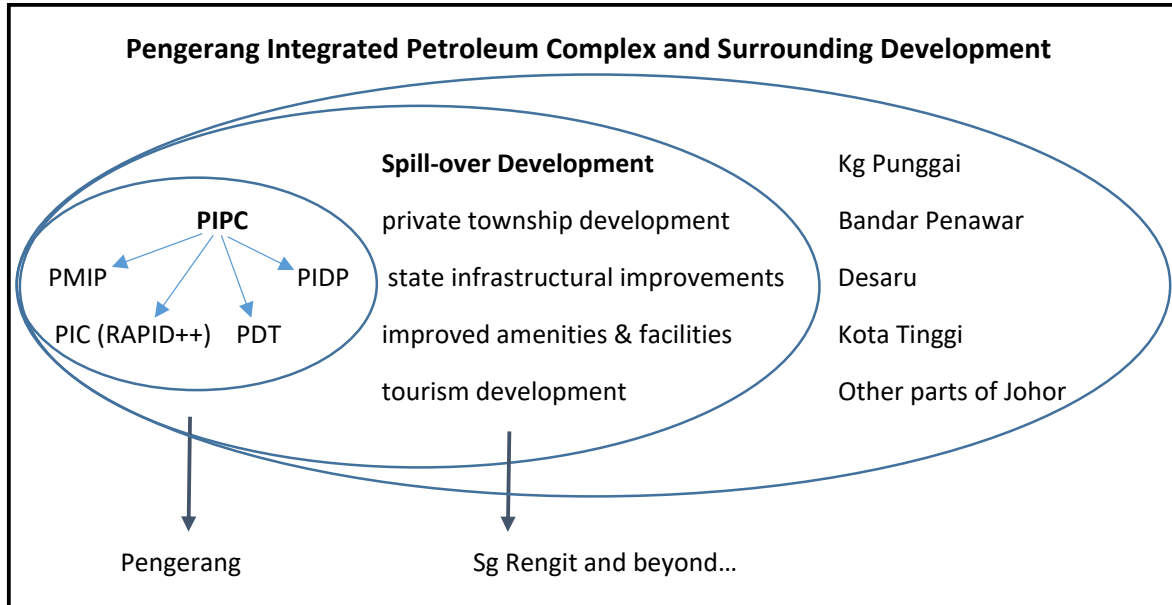 Pengerang Integrated Petroleum Complex and Surrounding Development
PIPC
PMIP
PIDP
PIC (RAPID++)
PDT
Spill-over Development
private township development
state infrastructural improvements
improved amenities & facilities
tourism development
Kg Punggai
Bandar Penawar
Desaru
Kota Tinggi
Other parts of Johor
Pengerang
Sg Rengit and beyond…